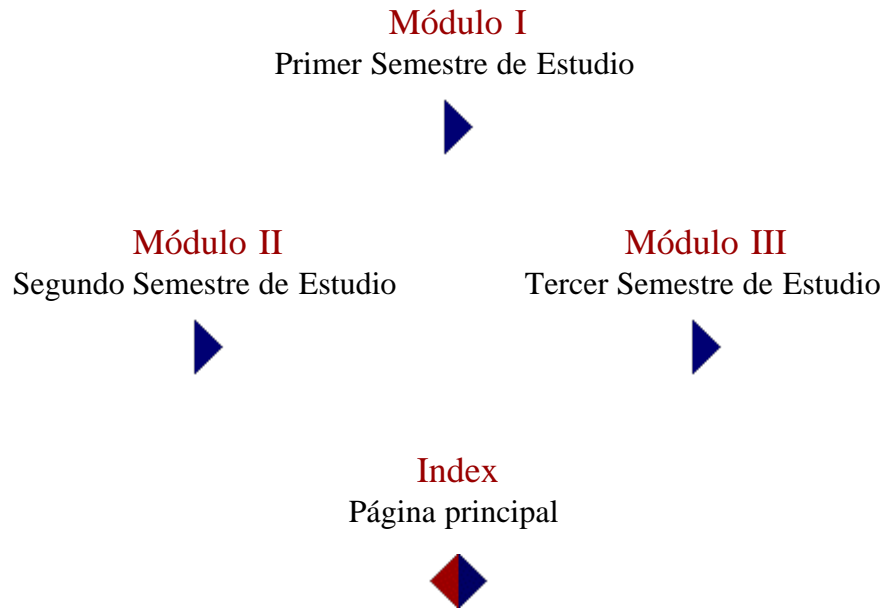 Módulo I
Primer Semestre de Estudio
Módulo II
Segundo Semestre de Estudio
Módulo III
Tercer Semestre de Estudio
Index
Página principal